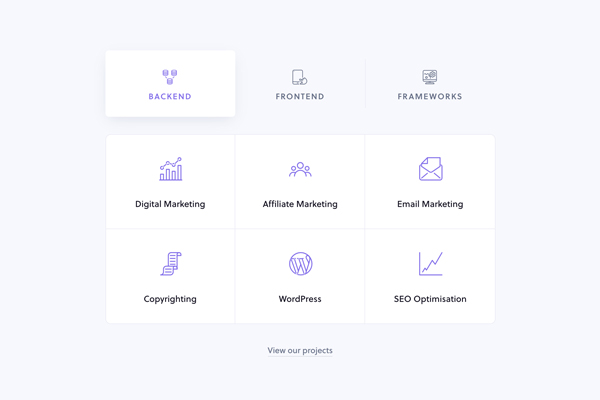 BACKEND
FRONTEND
FRAMEWORKS
Digital Marketing
Affiliate Marketing
Email Marketing
Copyrighting
WordPress
SEO Optimisation
View our projects